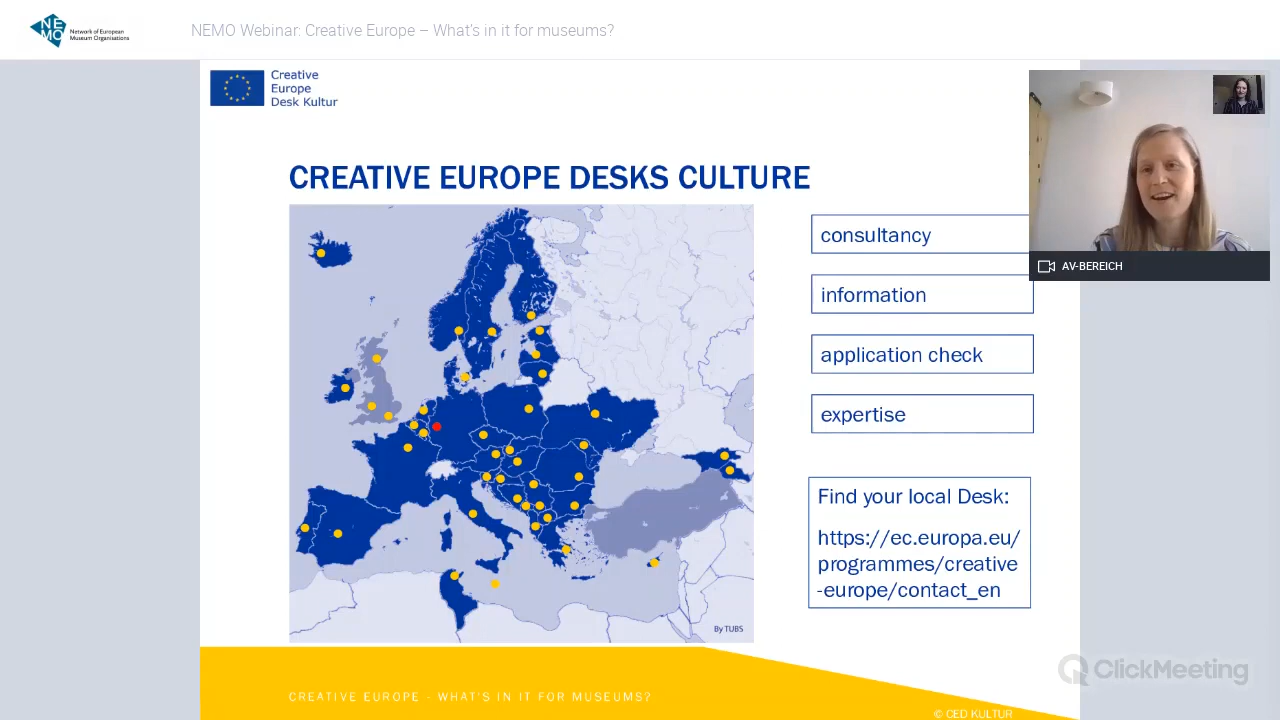 NE
MO
Network of European
Museum Organisations
NEMO Webinar: Creative Europe – What's in it for museums?
Creative
Europe
Desk Kultur
CREATIVE EUROPE DESKS CULTURE
consultancy
information
application check
expertise
AV-BEREICH
Find your local Desk:
https://ec.europa.eu/
programmes/creative
-europe/contact_en
By TUBS
ClickMeeting
CREATIVE EUROPE - WHAT'S IN IT FOR MUSEUMS?
© CED KULTUR